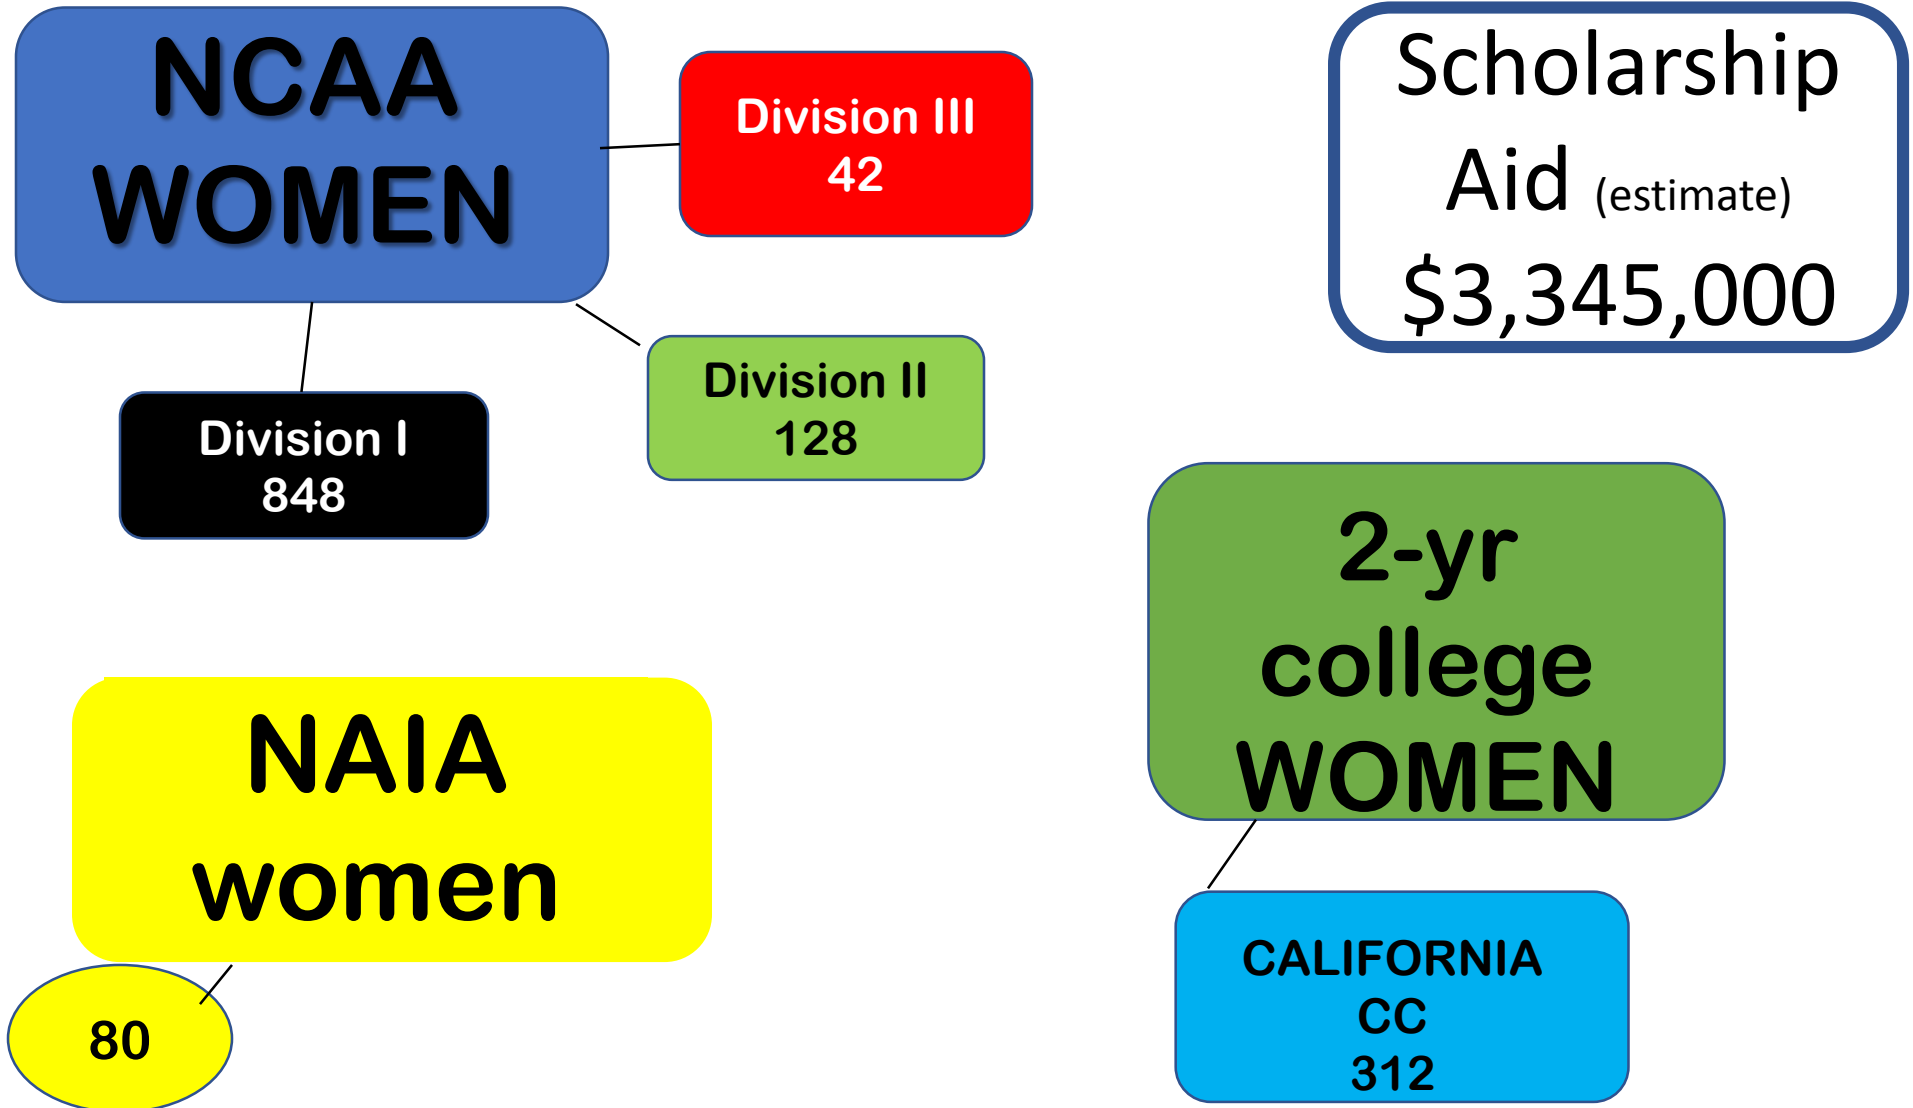 NCAA
WOMEN
Division III
42
Scholarship
Aid (estimate)
$3,345,000
Division II
128
Division I
848
2-yr
college
WOMEN
NAIA
women
80
CALIFORNIA
CC
312